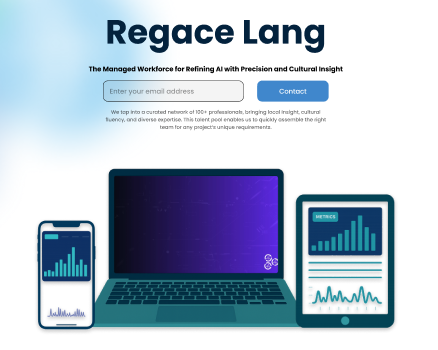 Regace Lang
The Managed Workforce for Refining AI with Precision and Cultural Insight
Enter your email address
Contact
We tap into a curated network of 100+ professionals, bringing local insight, cultural
fluency, and diverse expertise. This talent pool enables us to quickly assemble the right
team for any project's unique requirements.
METRICS